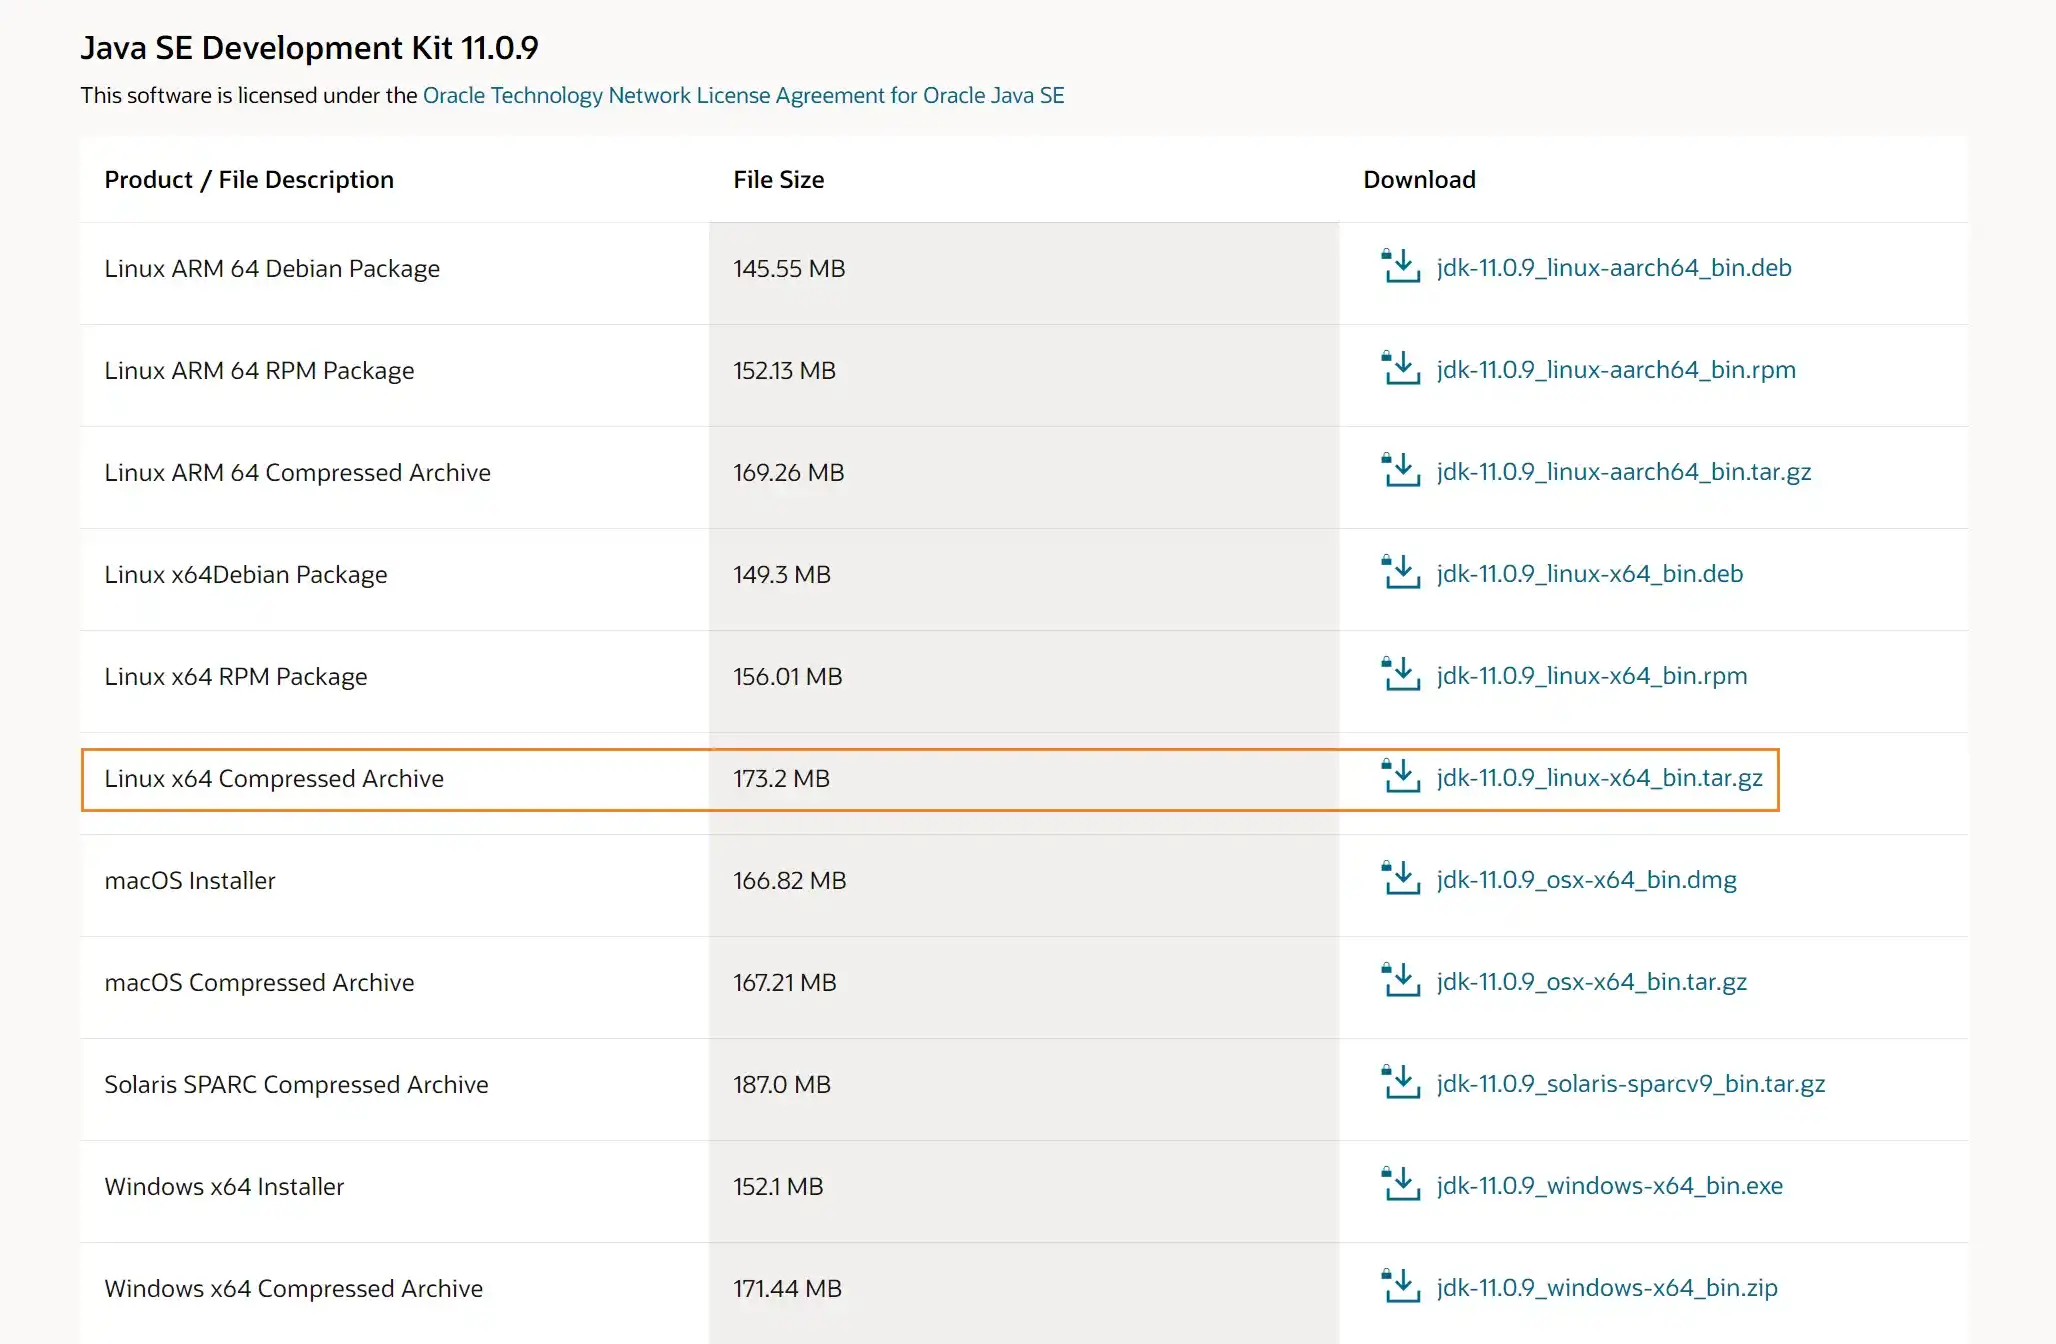 Java SE Development Kit 11.0.9
This software is licensed under the Oracle Technology Network License Agreement for Oracle Java SE
Product / File Description File Size Download
Linux ARM 64 Debian Package 145.55 MB jdk-11.0.9_linux-aarch64_bin.deb
Linux ARM 64 RPM Package 152.13 MB jdk-11.0.9_linux-aarch64_bin.rpm
Linux ARM 64 Compressed Archive 169.26 MB jdk-11.0.9_linux-aarch64_bin.tar.gz
Linux x64Debian Package 149.3 MB jdk-11.0.9_linux-x64_bin.deb
Linux x64 RPM Package 156.01 MB jdk-11.0.9_linux-x64_bin.rpm
Linux x64 Compressed Archive 173.2 MB jdk-11.0.9_linux-x64_bin.tar.gz
macOS Installer 166.82 MB jdk-11.0.9_osx-x64_bin.dmg
macOS Compressed Archive 167.21 MB jdk-11.0.9_osx-x64_bin.tar.gz
Solaris SPARC Compressed Archive 187.0 MB jdk-11.0.9_solaris-sparcv9_bin.tar.gz
Windows x64 Installer 152.1 MB jdk-11.0.9_windows-x64_bin.exe
Windows x64 Compressed Archive 171.44 MB jdk-11.0.9_windows-x64_bin.zip